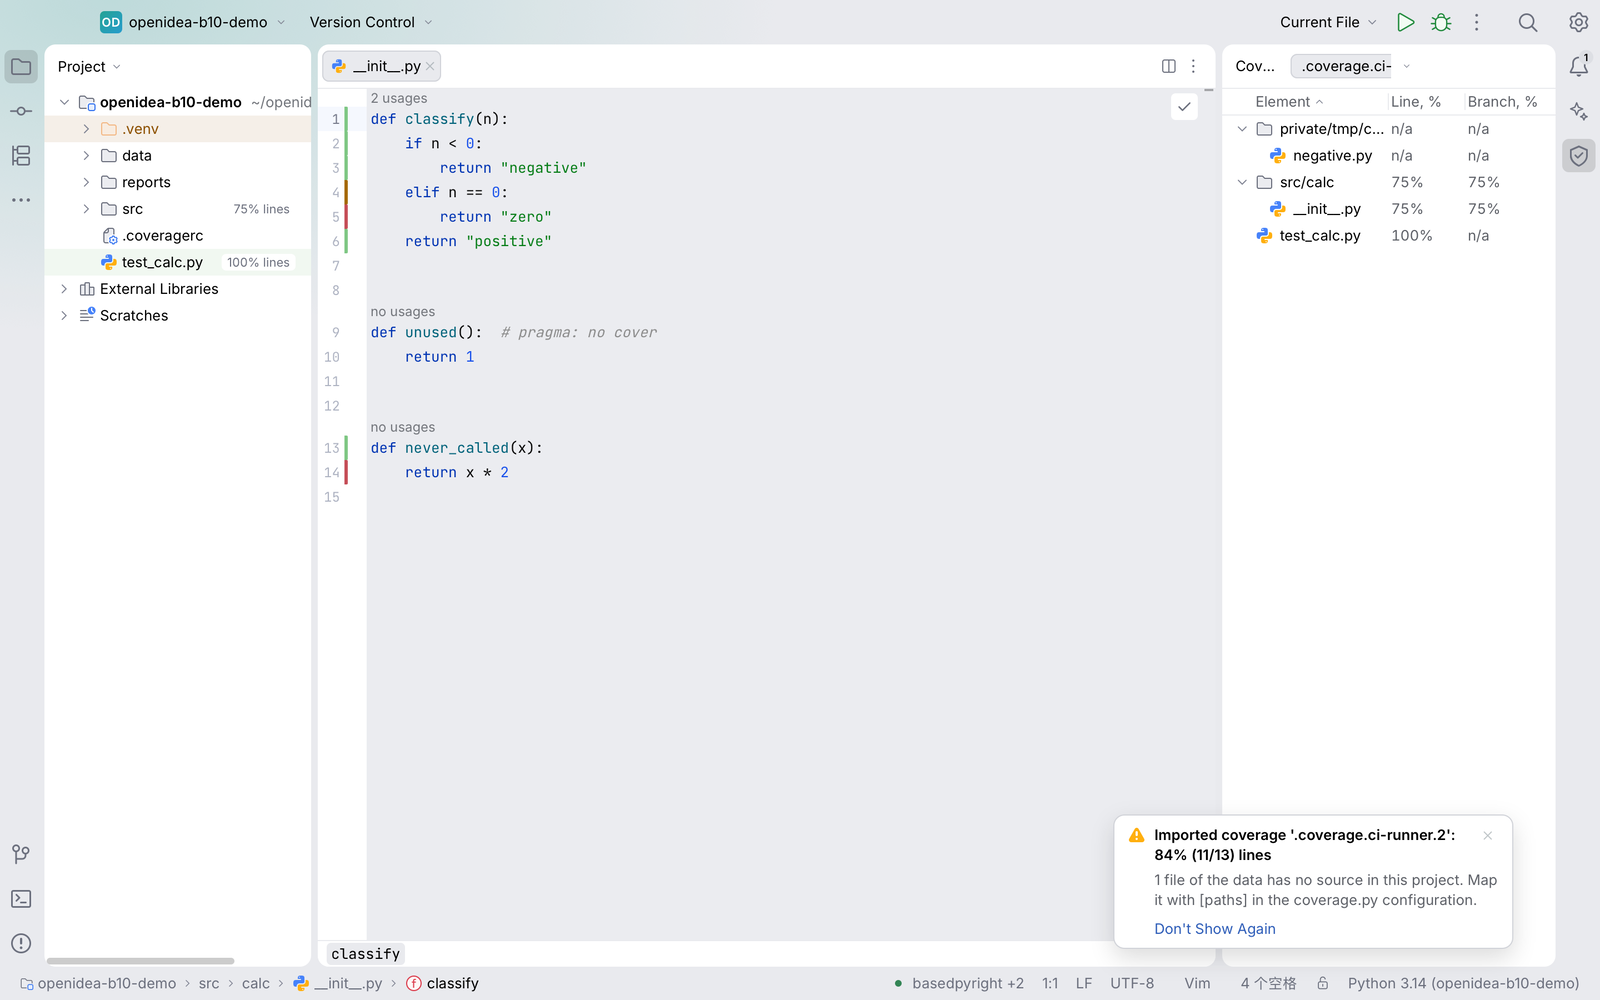 OD openidea-b10-demo Version Control Current File
Project
openidea-b10-demo ~/openid
.venv
data
reports
src 75% lines
.coveragerc
test_calc.py 100% lines
External Libraries
Scratches
__init__.py
2 usages
1 def classify(n):
2 if n < 0:
3 return "negative"
4 elif n == 0:
5 return "zero"
6 return "positive"
7
8
no usages
9 def unused(): # pragma: no cover
10 return 1
11
12
no usages
13 def never_called(x):
14 return x * 2
15
classify
Cov... .coverage.ci-
Element Line, % Branch, %
private/tmp/c... n/a n/a
negative.py n/a n/a
src/calc 75% 75%
__init__.py 75% 75%
test_calc.py 100% n/a
1
Imported coverage '.coverage.ci-runner.2':
84% (11/13) lines
1 file of the data has no source in this project. Map
it with [paths] in the coverage.py configuration.
Don't Show Again
openidea-b10-demo > src > calc > __init__.py > f classify basedpyright +2 1:1 LF UTF-8 Vim 4 个空格 Python 3.14 (openidea-b10-demo)